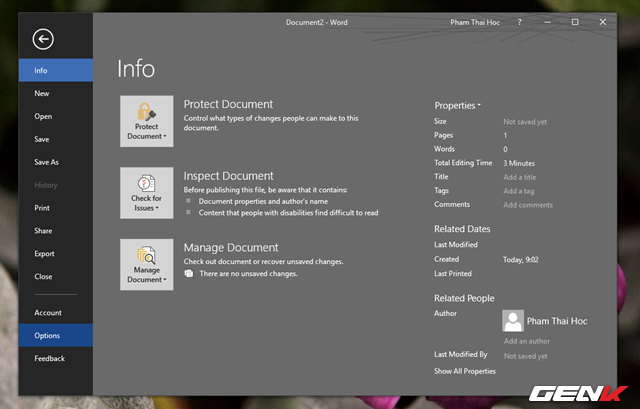 Document2 - Word
Pham Thai Hoc
?
Info
New
Open
Save
Save As
History
Print
Share
Export
Close
Account
Options
Feedback
Info
Protect Document
Protect Document
Control what types of changes people can make to this
document.
Check for Issues
Inspect Document
Before publishing this file, be aware that it contains:
Document properties and author's name
Content that people with disabilities find difficult to read
Manage Document
Manage Document
Check out document or recover unsaved changes.
There are no unsaved changes.
Properties
Size Not saved yet
Pages 1
Words 0
Total Editing Time 3 Minutes
Title Add a title
Tags Add a tag
Comments Add comments
Related Dates
Last Modified
Created Today, 9:02
Last Printed
Related People
Author Pham Thai Hoc
Add an author
Last Modified By Not saved yet
Show All Properties
GENK